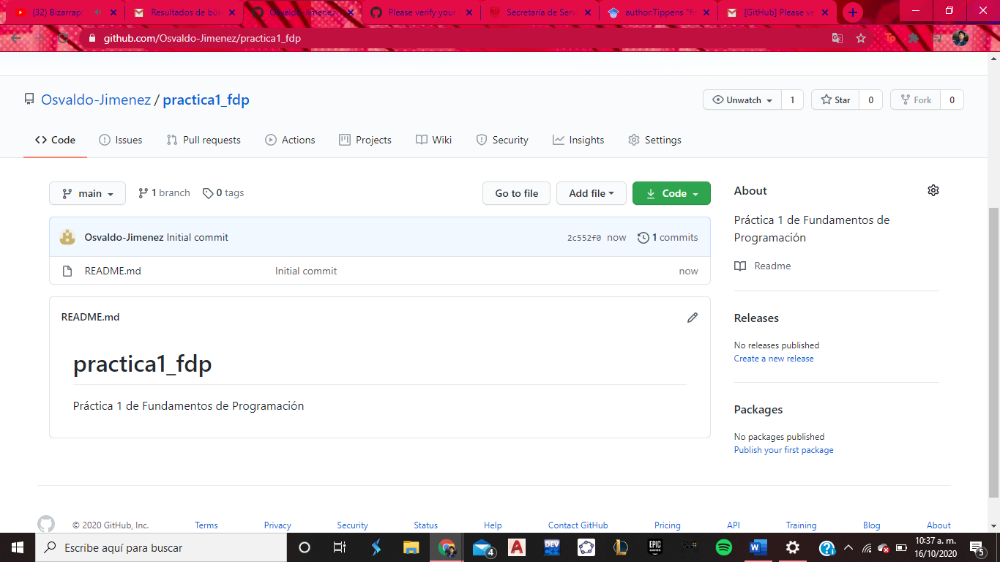 (32) Bizarrap:
Resultados de bús
Osvaldo-Jimenez
Please verify your
Secretaría de Serv
author:Tippens "fi
[GitHub] Please ve
github.com/Osvaldo-Jimenez/practica1_fdp
Osvaldo-Jimenez / practica1_fdp
Unwatch 1
Star 0
Fork 0
Code
Issues
Pull requests
Actions
Projects
Wiki
Security
Insights
Settings
main
1 branch
0 tags
Go to file
Add file
Code
Osvaldo-Jimenez Initial commit
2c552f0 now
1 commits
README.md Initial commit now
README.md
practica1_fdp
Práctica 1 de Fundamentos de Programación
About
Práctica 1 de Fundamentos de
Programación
Readme
Releases
No releases published
Create a new release
Packages
No packages published
Publish your first package
© 2020 GitHub, Inc.
Terms
Privacy
Security
Status
Help
Contact GitHub
Pricing
API
Training
Blog
About
Escribe aquí para buscar
4
DEV
EPIC
GAMES
10:37 a. m.
16/10/2020
5